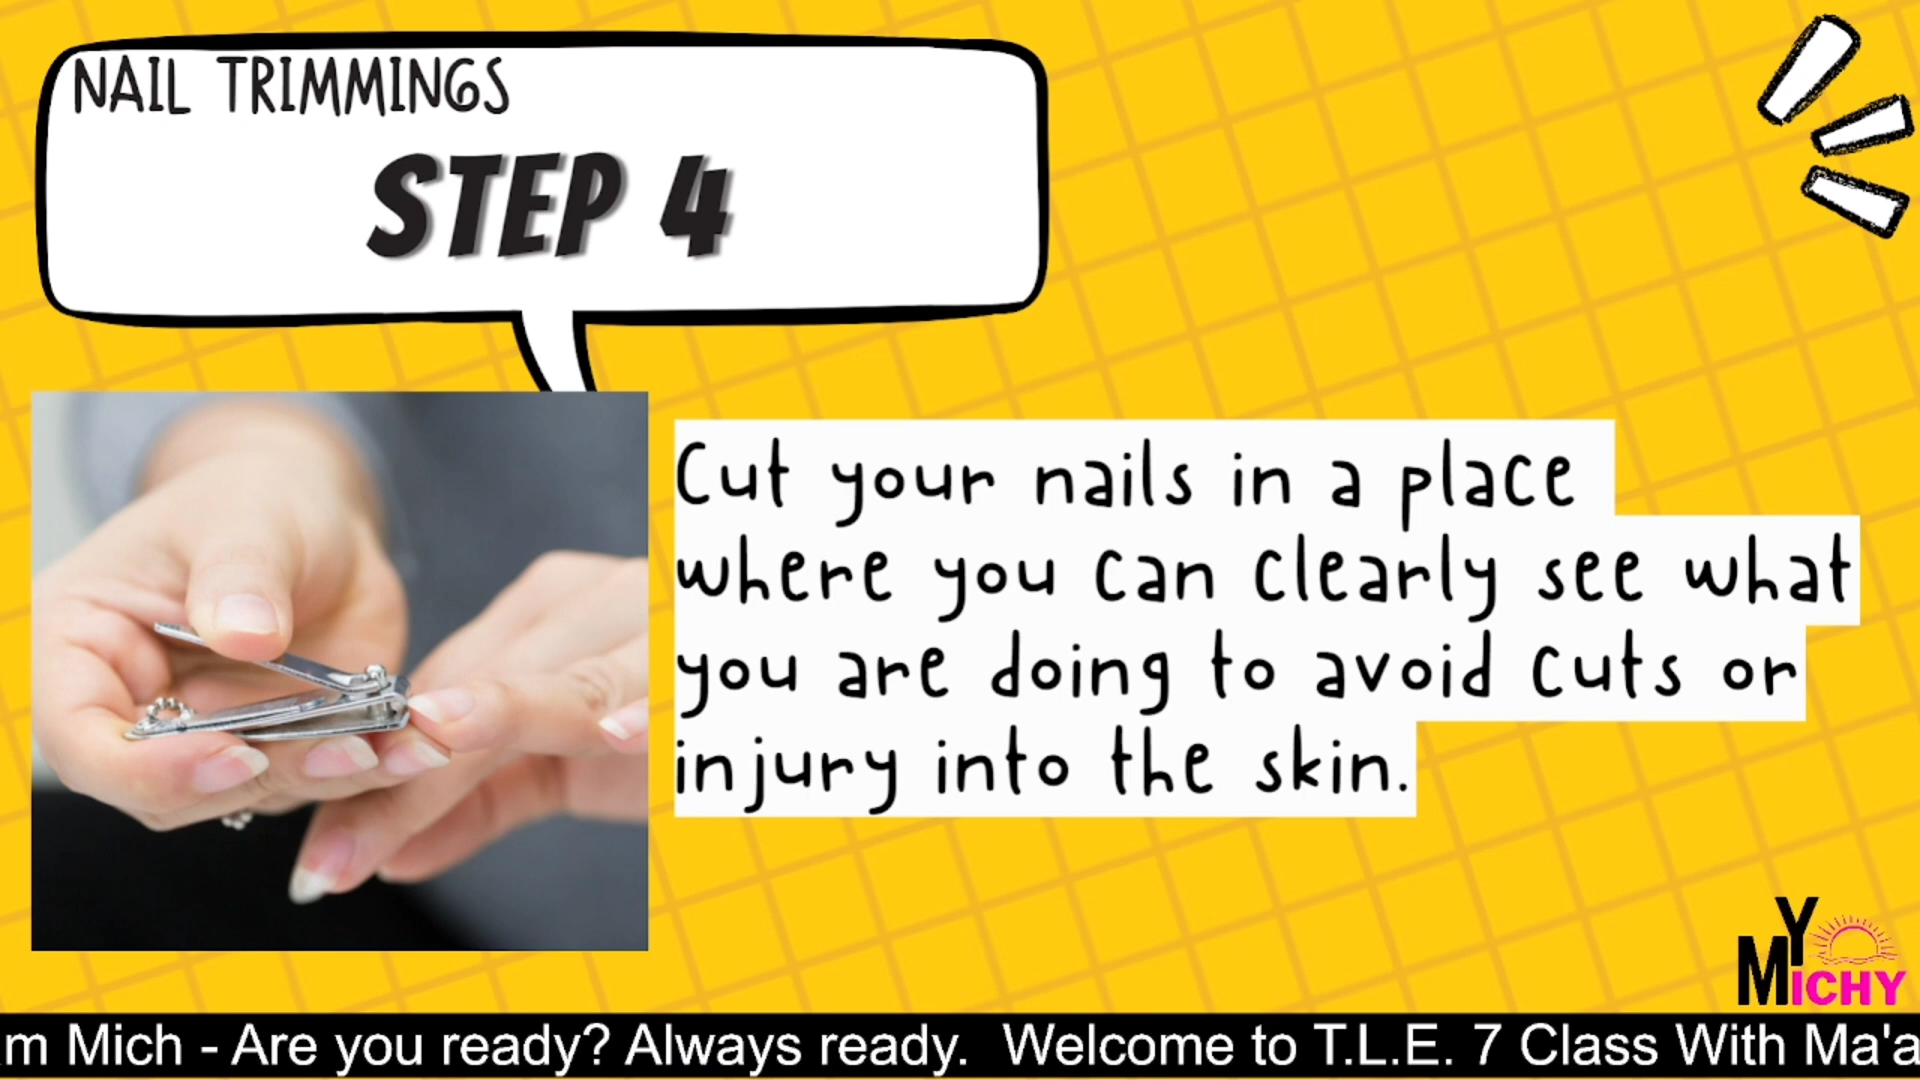 NAIL TRIMMINGS
STEP 4
Cut your nails in a place
where you can clearly see what
you are doing to avoid cuts or
injury into the skin.
MY
MICHY
m Mich - Are you ready? Always ready.  Welcome to T.L.E. 7 Class With Ma'a